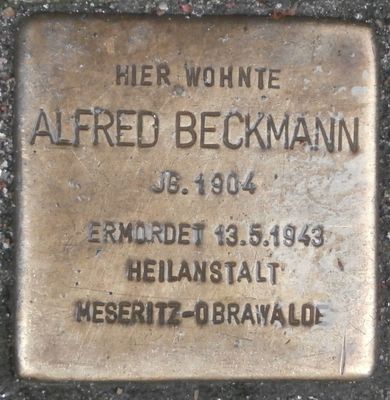 HIER WOHNTE
ALFRED BECKMANN
JG. 1904
ERMORDET 13.5.1943
HEILANSTALT
MESERITZ-OBRAWALDE